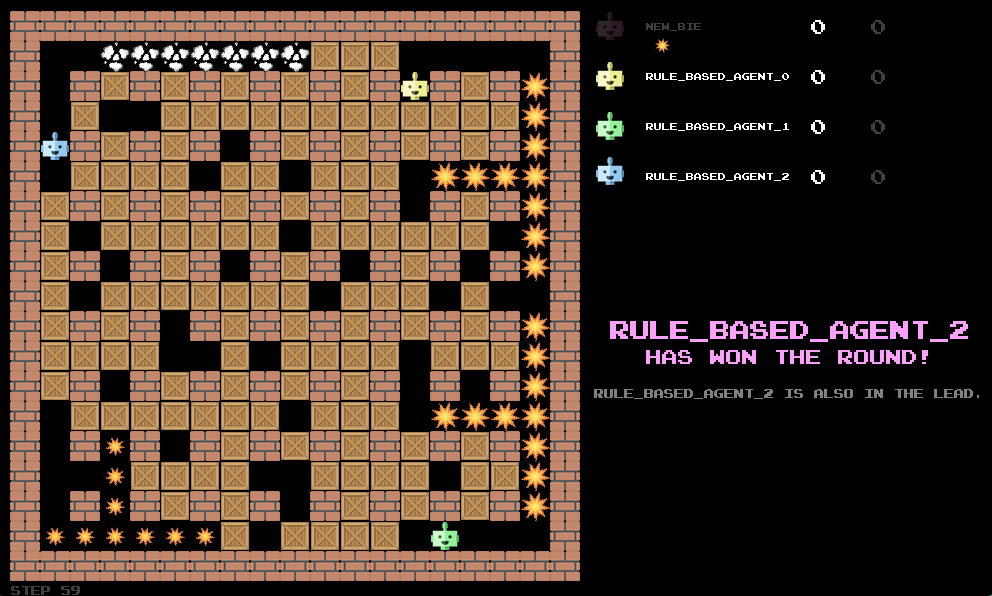 NEW_BIE 0 0
RULE_BASED_AGENT_0 0 0
RULE_BASED_AGENT_1 0 0
RULE_BASED_AGENT_2 0 0
RULE_BASED_AGENT_2
HAS WON THE ROUND!
RULE_BASED_AGENT_2 IS ALSO IN THE LEAD.
STEP 59